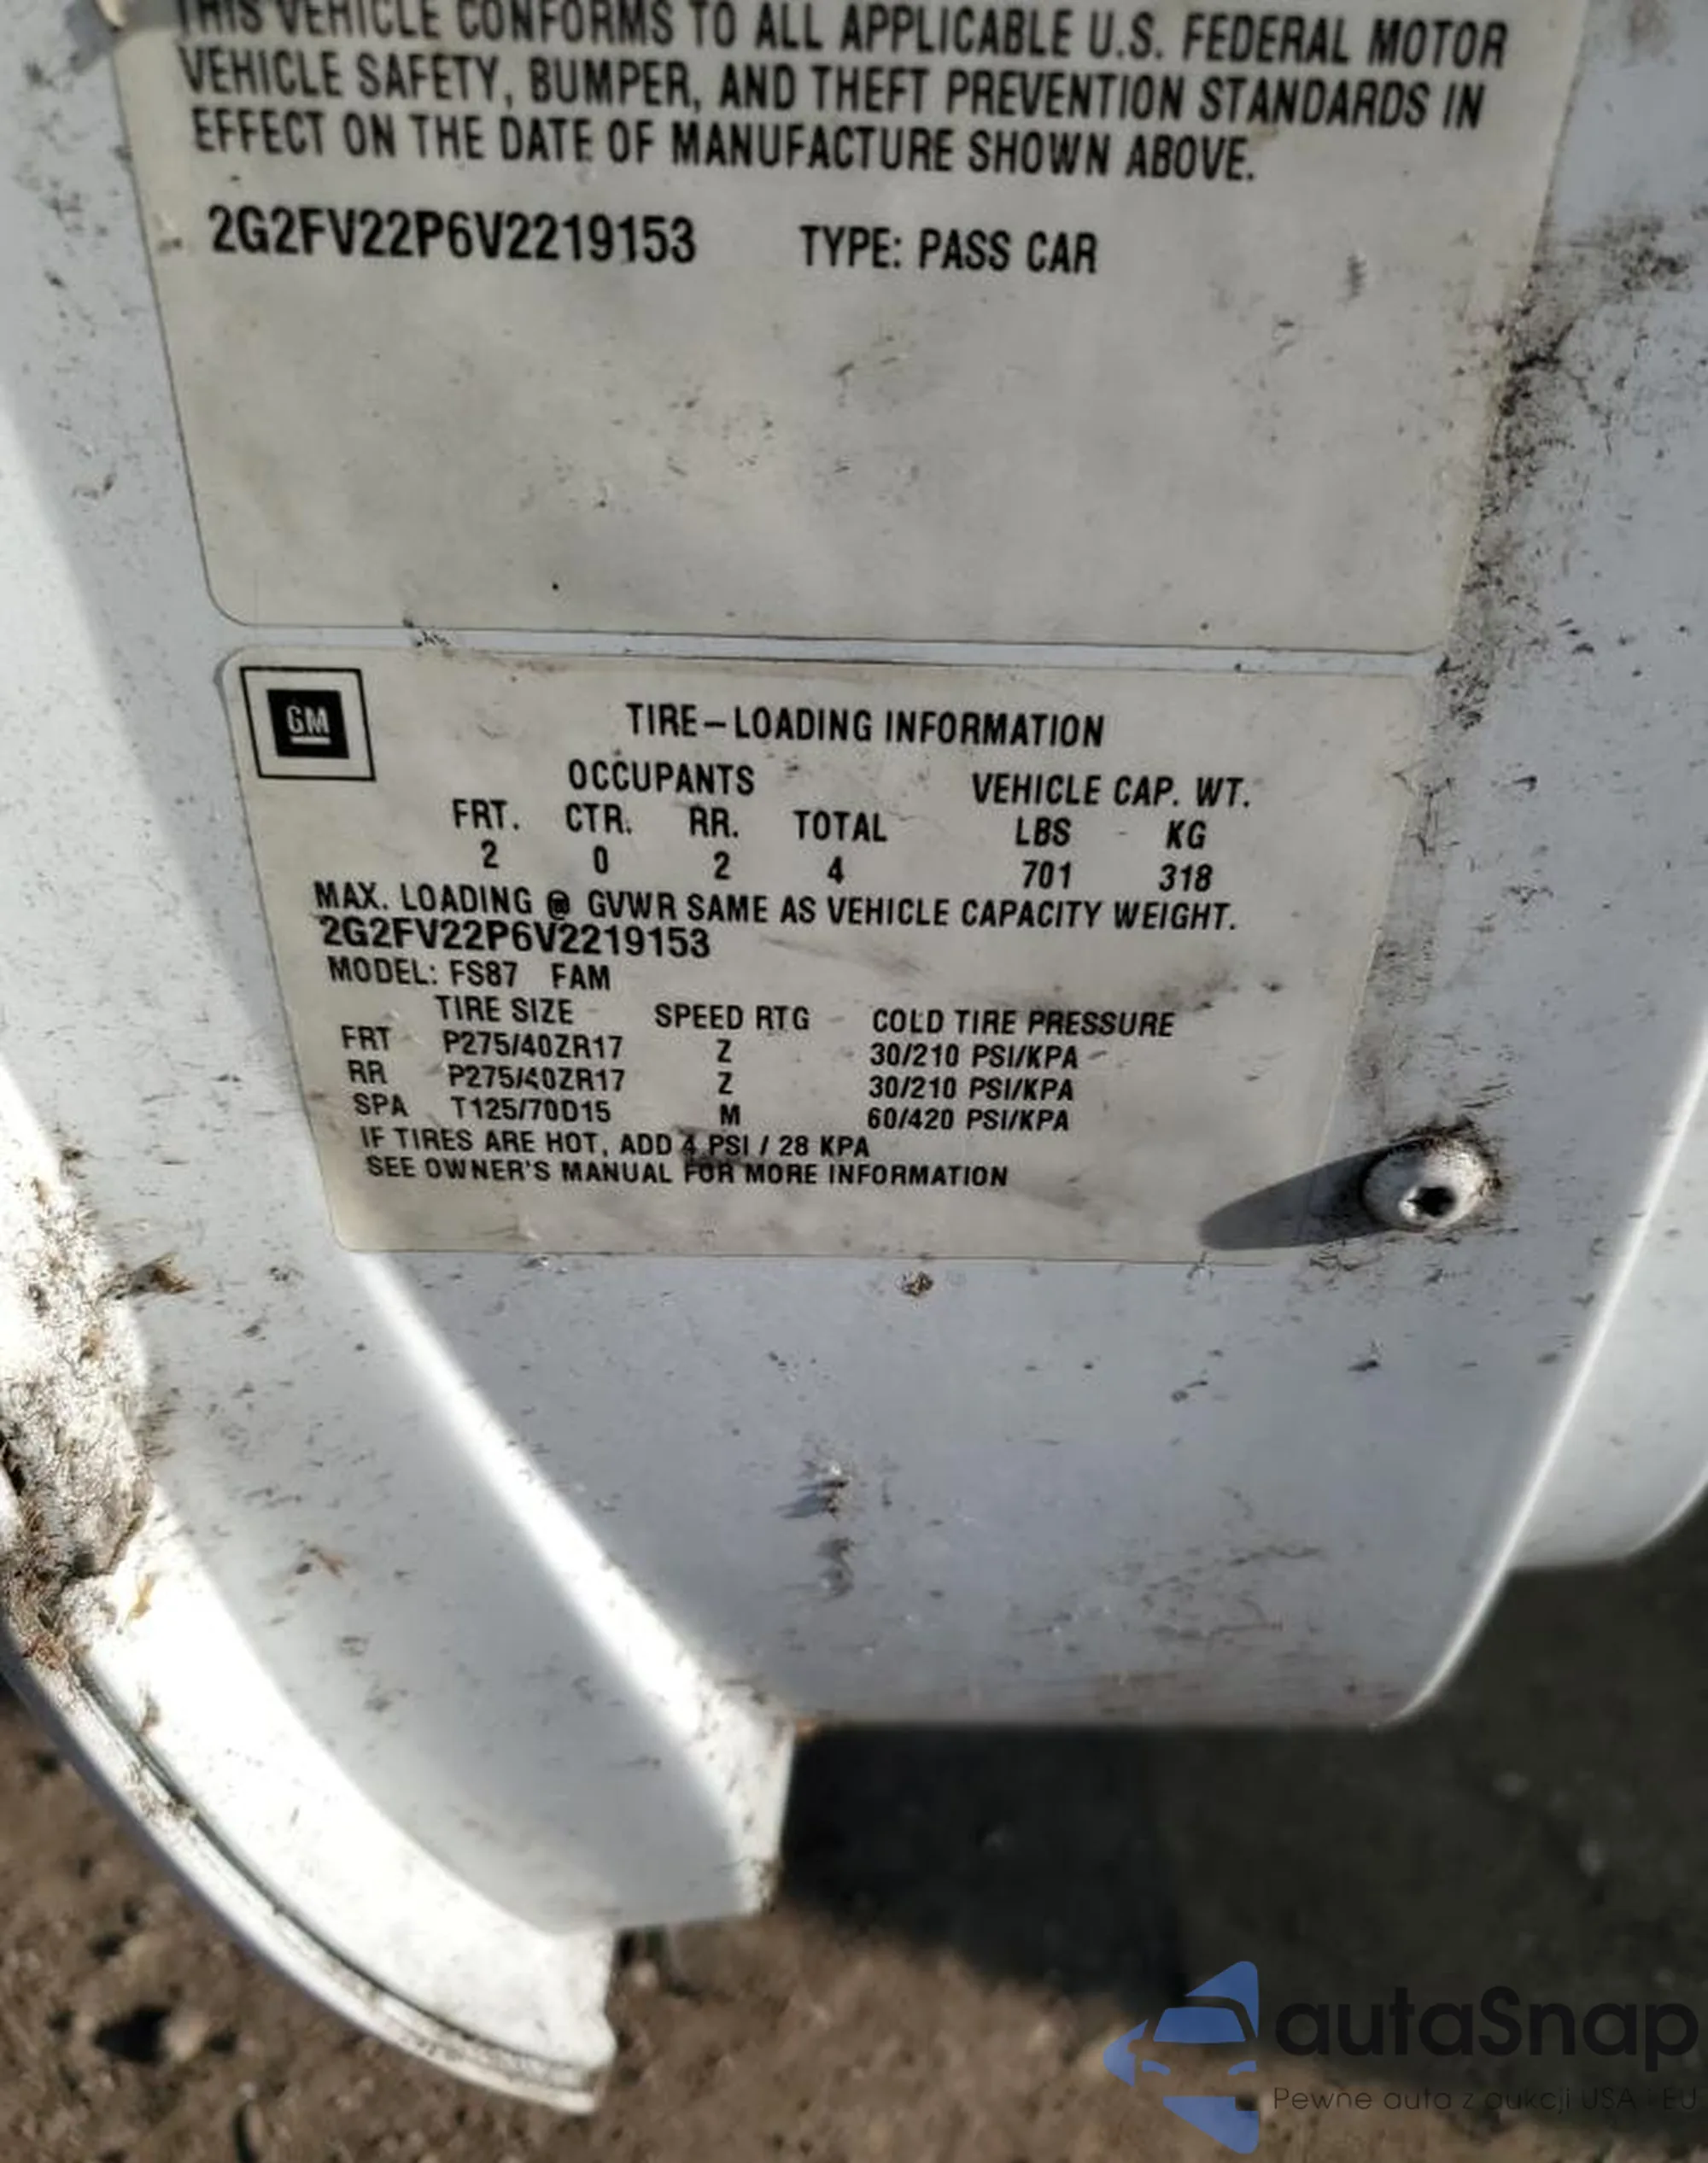 THIS VEHICLE CONFORMS TO ALL APPLICABLE U.S. FEDERAL MOTOR
VEHICLE SAFETY, BUMPER, AND THEFT PREVENTION STANDARDS IN
EFFECT ON THE DATE OF MANUFACTURE SHOWN ABOVE.
2G2FV22P6V2219153 TYPE: PASS CAR
GM
TIRE-LOADING INFORMATION
OCCUPANTS VEHICLE CAP. WT.
FRT. CTR. RR. TOTAL LBS KG
2 0 2 4 701 318
MAX. LOADING @ GVWR SAME AS VEHICLE CAPACITY WEIGHT.
2G2FV22P6V2219153
MODEL: FS87 FAM
TIRE SIZE SPEED RTG COLD TIRE PRESSURE
FRT P275/40ZR17 Z 30/210 PSI/KPA
RR P275/40ZR17 Z 30/210 PSI/KPA
SPA T125/70D15 M 60/420 PSI/KPA
IF TIRES ARE HOT, ADD 4 PSI / 28 KPA
SEE OWNER'S MANUAL FOR MORE INFORMATION
autaSnap
Pewne auta z aukcji USA i EU